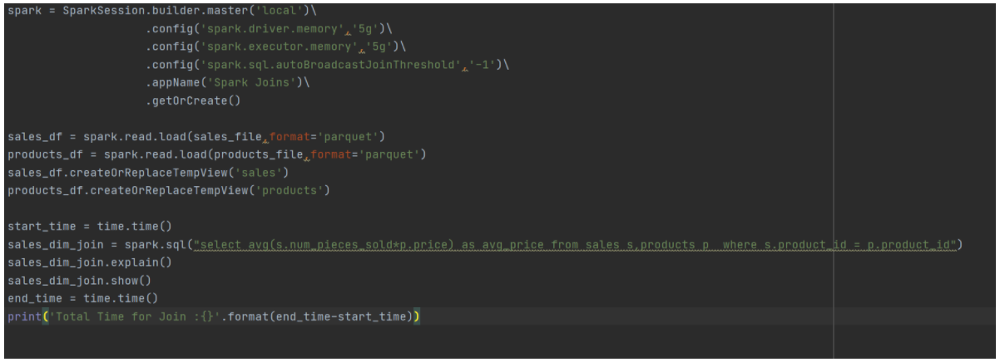 spark = SparkSession.builder.master('local')\
.config('spark.driver.memory','5g')\
.config('spark.executor.memory','5g')\
.config('spark.sql.autoBroadcastJoinThreshold','-1')\
.appName('Spark Joins')\
.getOrCreate()
sales_df = spark.read.load(sales_file,format='parquet')
products_df = spark.read.load(products_file,format='parquet')
sales_df.createOrReplaceTempView('sales')
products_df.createOrReplaceTempView('products')
start_time = time.time()
sales_dim_join = spark.sql("select avg(s.num_pieces_sold*p.price) as avg_price from sales s,products p  where s.product_id = p.product_id")
sales_dim_join.explain()
sales_dim_join.show()
end_time = time.time()
print('Total Time for Join :{}'.format(end_time-start_time))